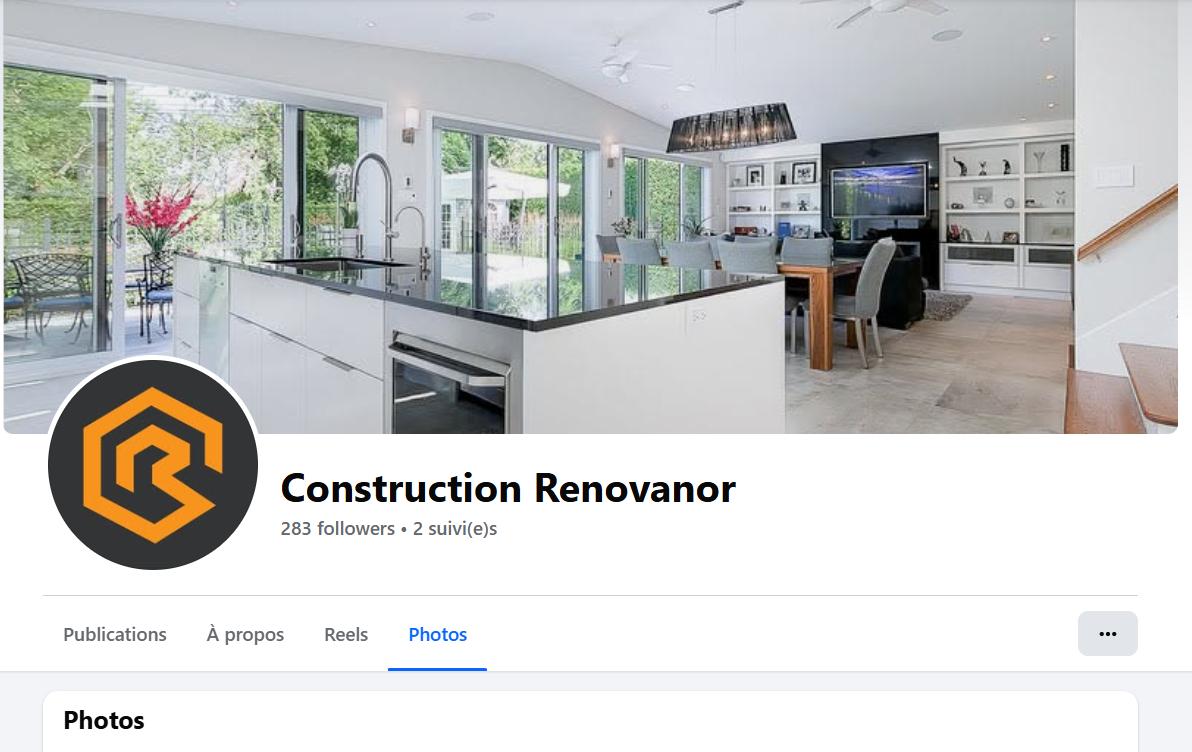 Construction Renovanor
283 followers • 2 suivi(e)s
Publications
À propos
Reels
Photos
Photos